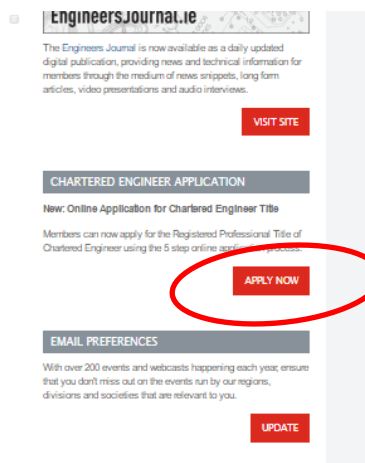 EngineersJournal.ie
The Engineers Journal is now available as a daily updated
digital publication, providing news and technical information for
members through the medium of news snippets, long form
articles, video presentations and audio interviews.
VISIT SITE
CHARTERED ENGINEER APPLICATION
New: Online Application for Chartered Engineer Title
Members can now apply for the Registered Professional Title of
Chartered Engineer using the 5 step online application process.
APPLY NOW
EMAIL PREFERENCES
With over 200 events and webcasts happening each year, ensure
that you don't miss out on the events run by our regions,
divisions and societies that are relevant to you.
UPDATE